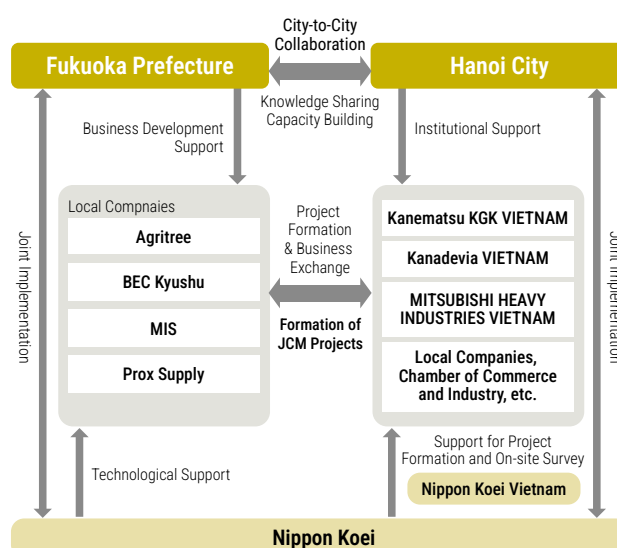 City-to-City
Collaboration
Fukuoka Prefecture
Hanoi City
Knowledge Sharing
Capacity Building
Business Development
Support
Institutional Support
Joint Implementation
Local Compnaies
Agritree
BEC Kyushu
MIS
Prox Supply
Project
Formation
& Business
Exchange
Formation of
JCM Projects
Kanematsu KGK VIETNAM
Kanadevia VIETNAM
MITSUBISHI HEAVY
INDUSTRIES VIETNAM
Local Companies,
Chamber of Commerce
and Industry, etc.
Joint Implementation
Technological Support
Support for Project
Formation and On-site Survey
Nippon Koei Vietnam
Nippon Koei